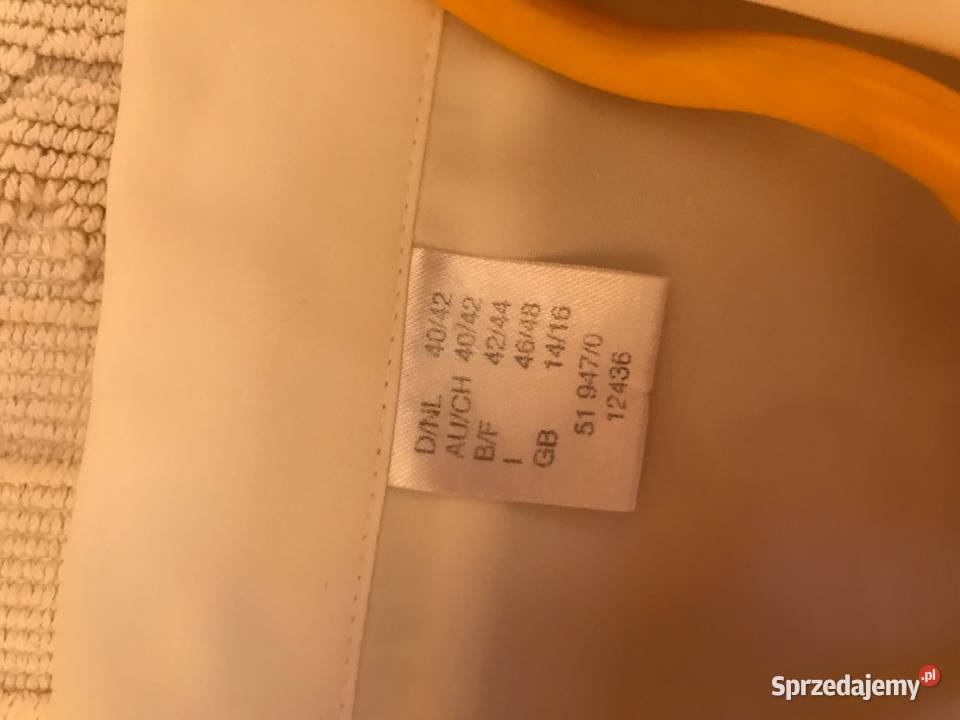 D/NL 40/42
AU/CH 40/42
B/F 42/44
I 46/48
GB 14/16
51 947/0
12436
Sprzedajemy.pl